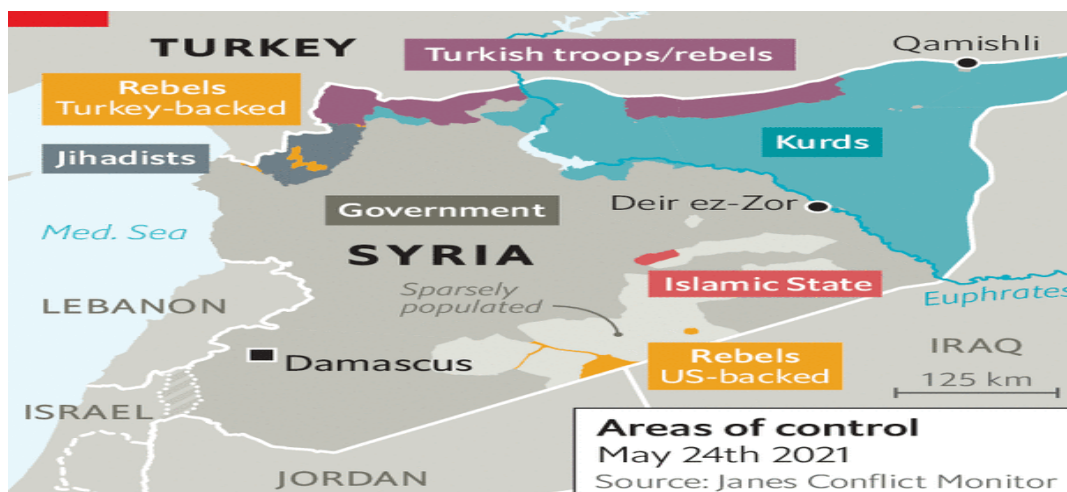 TURKEY
Turkish troops/rebels
Qamishli
Rebels
Turkey-backed
Jihadists
Kurds
Government
Deir ez-Zor
Med. Sea
SYRIA
Islamic State
Sparsely
populated
Euphrates
LEBANON
Damascus
Rebels
US-backed
IRAQ
125 km
ISRAEL
JORDAN
Areas of control
May 24th 2021
Source: Janes Conflict Monitor